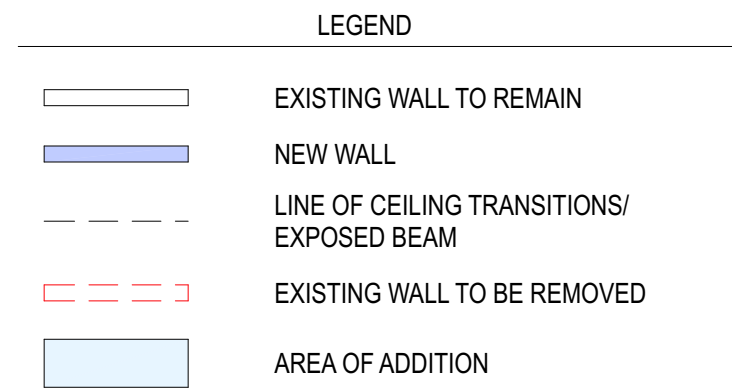 LEGEND
EXISTING WALL TO REMAIN
NEW WALL
LINE OF CEILING TRANSITIONS/
EXPOSED BEAM
EXISTING WALL TO BE REMOVED
AREA OF ADDITION